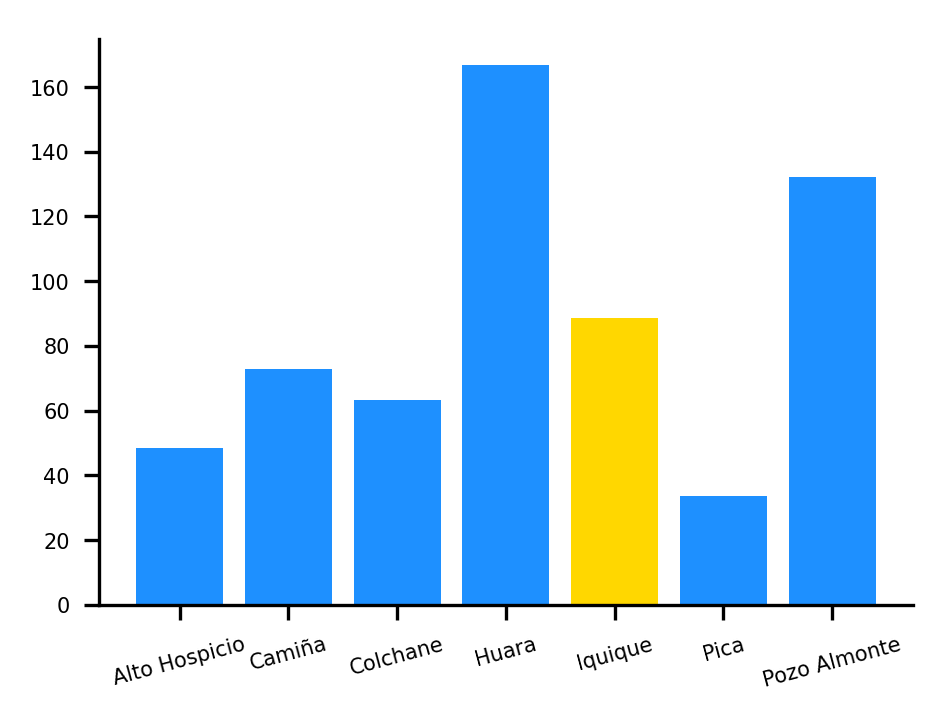 160
140
120
100
80
60
40
20
0
Alto Hospicio
Camiña
Colchane
Huara
Iquique
Pica
Pozo Almonte